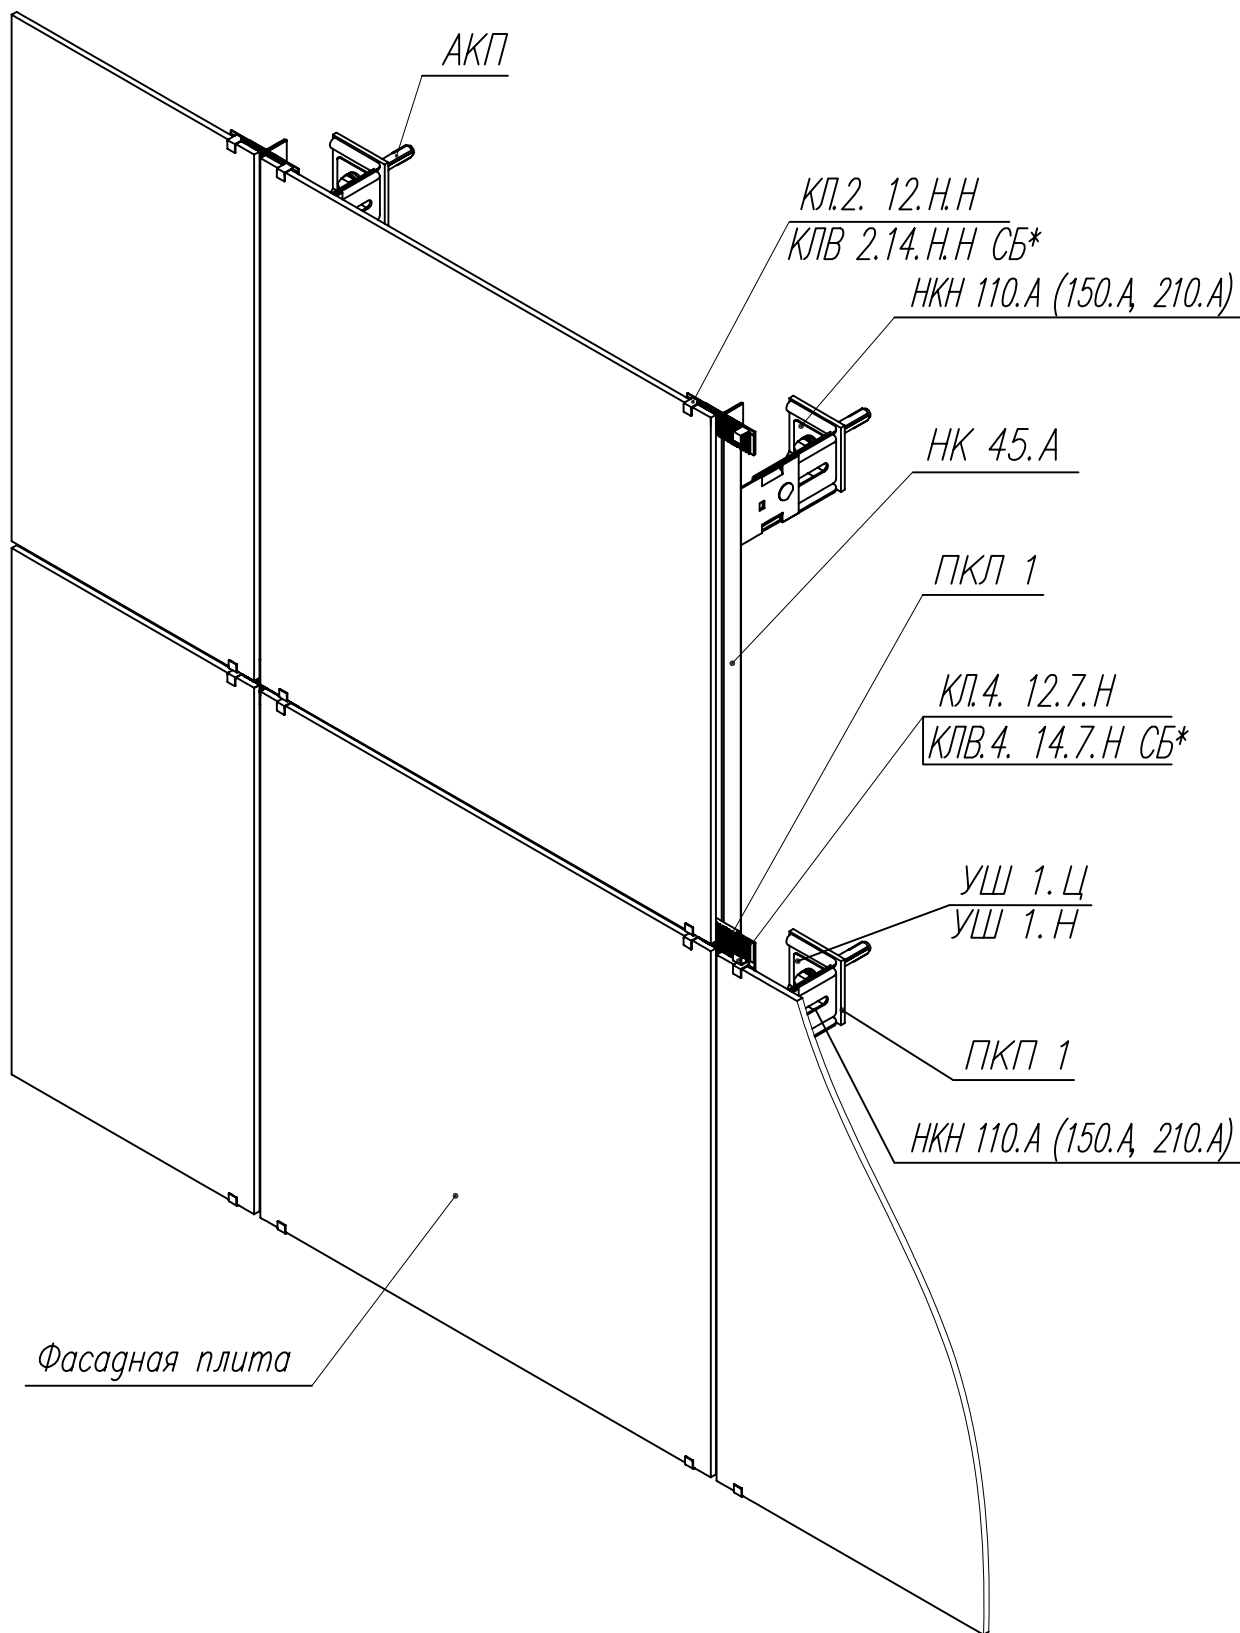 АКП
КЛ.2. 12.Н.Н
КЛВ 2.14.Н.Н СБ*
НКН 110.А (150.А, 210.А)
НК 45.А
ПКЛ 1
КЛ.4. 12.7.Н
КЛВ.4. 14.7.Н СБ*
УШ 1.Ц
УШ 1.Н
ПКП 1
НКН 110.А (150.А, 210.А)
Фасадная плита